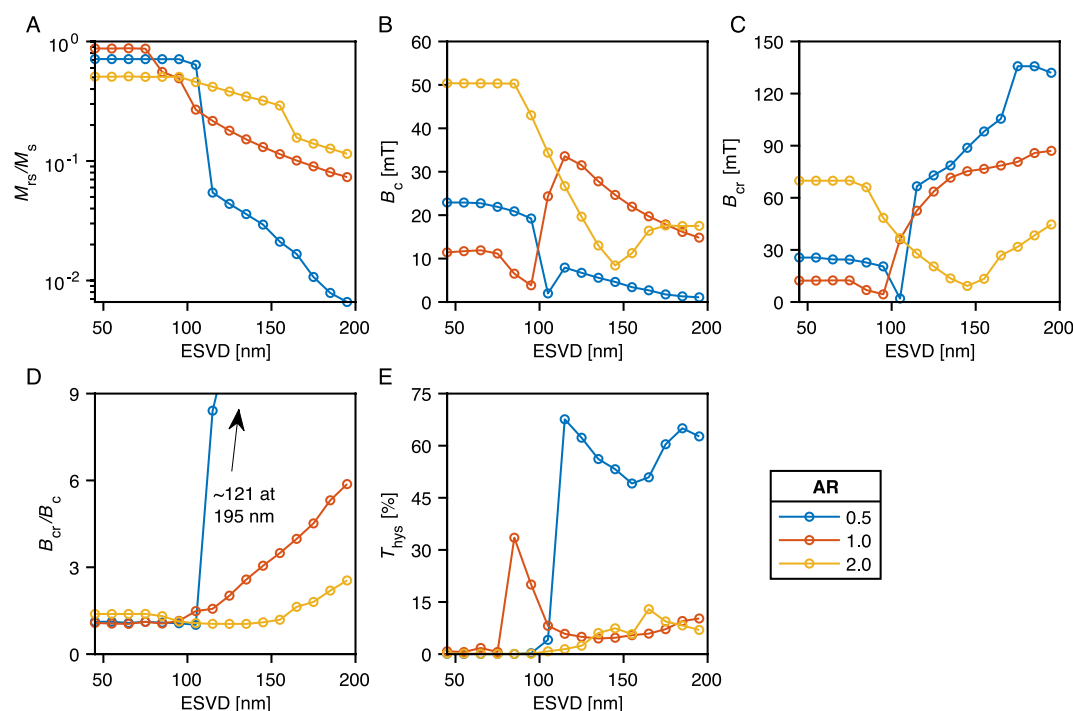 A
M_rs/M_s
10^0
10^-1
10^-2
50
100
150
200
ESVD [nm]
B
B_c [mT]
60
50
40
30
20
10
0
50
100
150
200
ESVD [nm]
C
B_cr [mT]
150
120
90
60
30
0
50
100
150
200
ESVD [nm]
D
B_cr/B_c
9
6
3
0
~121 at
195 nm
50
100
150
200
ESVD [nm]
E
T_hys [%]
75
60
45
30
15
0
50
100
150
200
ESVD [nm]
AR
0.5
1.0
2.0